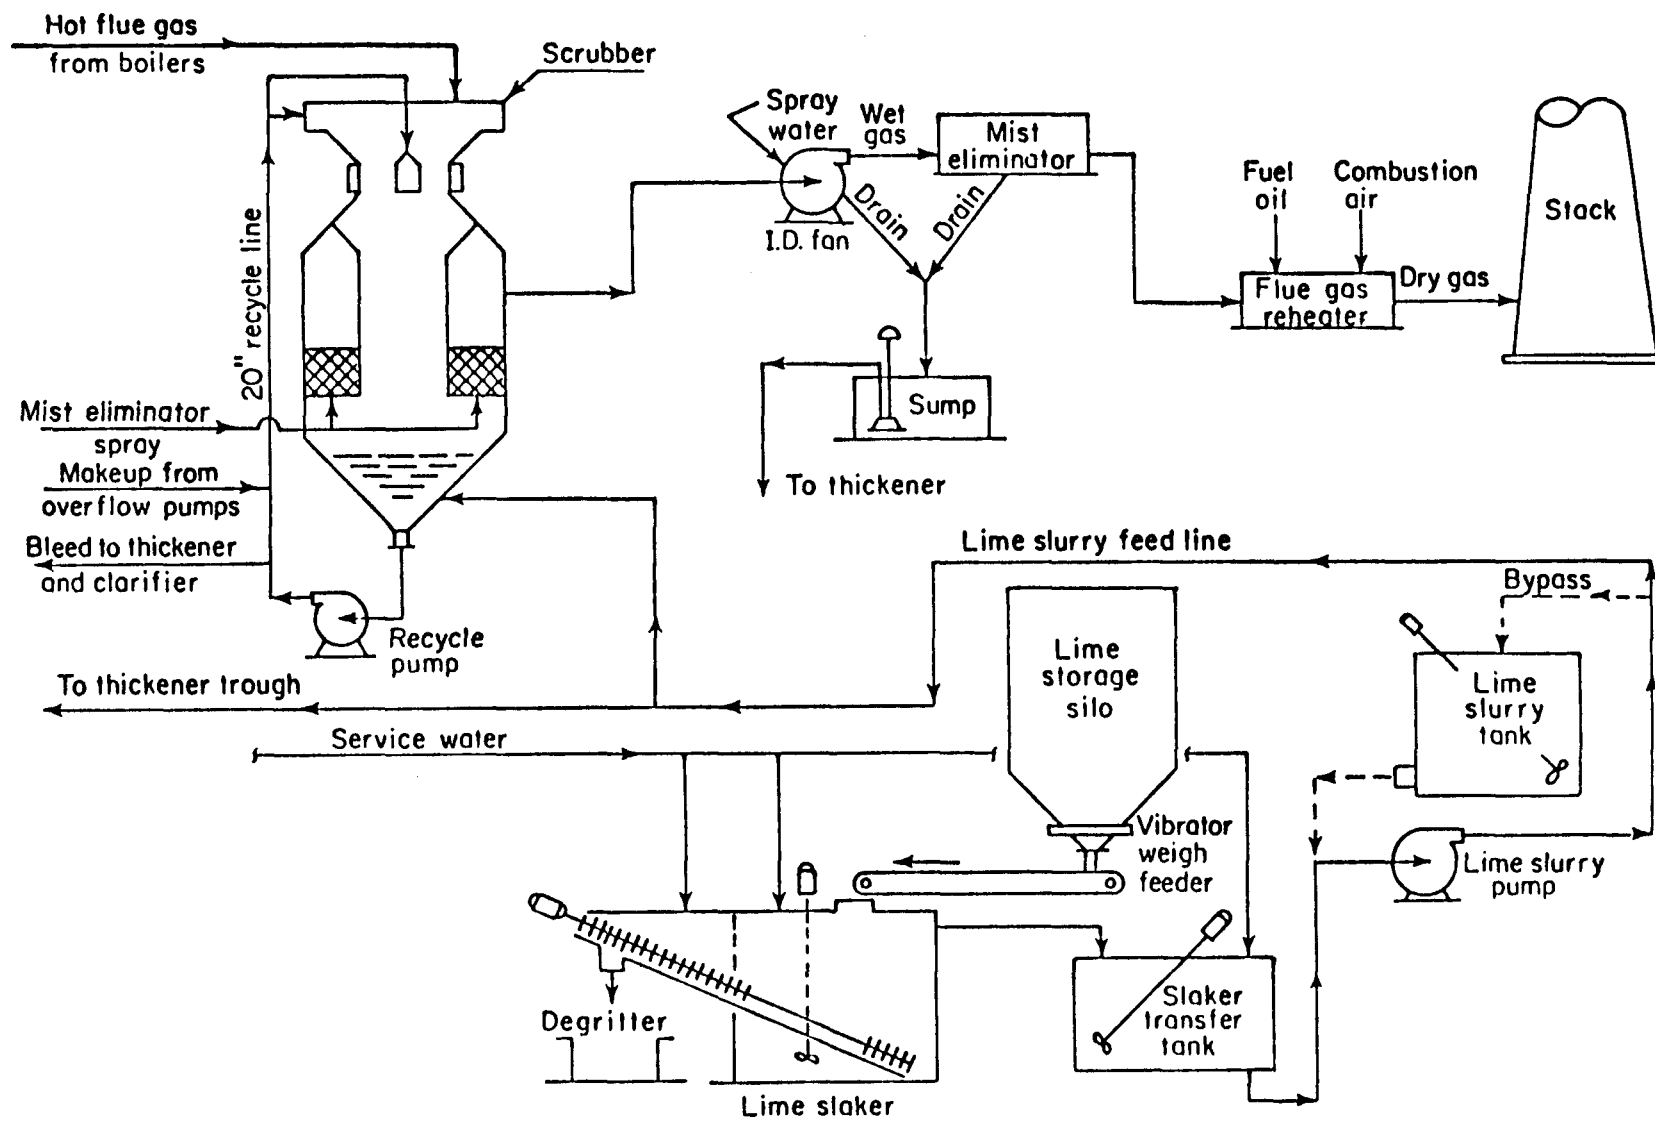 Hot flue gas
from boilers
Scrubber
20" recycle line
Mist eliminator
spray
Makeup from
overflow pumps
Bleed to thickener
and clarifier
Recycle
pump
To thickener trough
Spray
water
Wet
gas
Mist
eliminator
I.D. fan
Drain
Drain
Sump
To thickener
Fuel
oil
Combustion
air
Flue gas
reheater
Dry gas
Stack
Lime slurry feed line
Bypass
Lime
slurry
tank
Lime slurry
pump
Lime
storage
silo
Service water
Vibrator
weigh
feeder
Degritter
Lime slaker
Slaker
transfer
tank